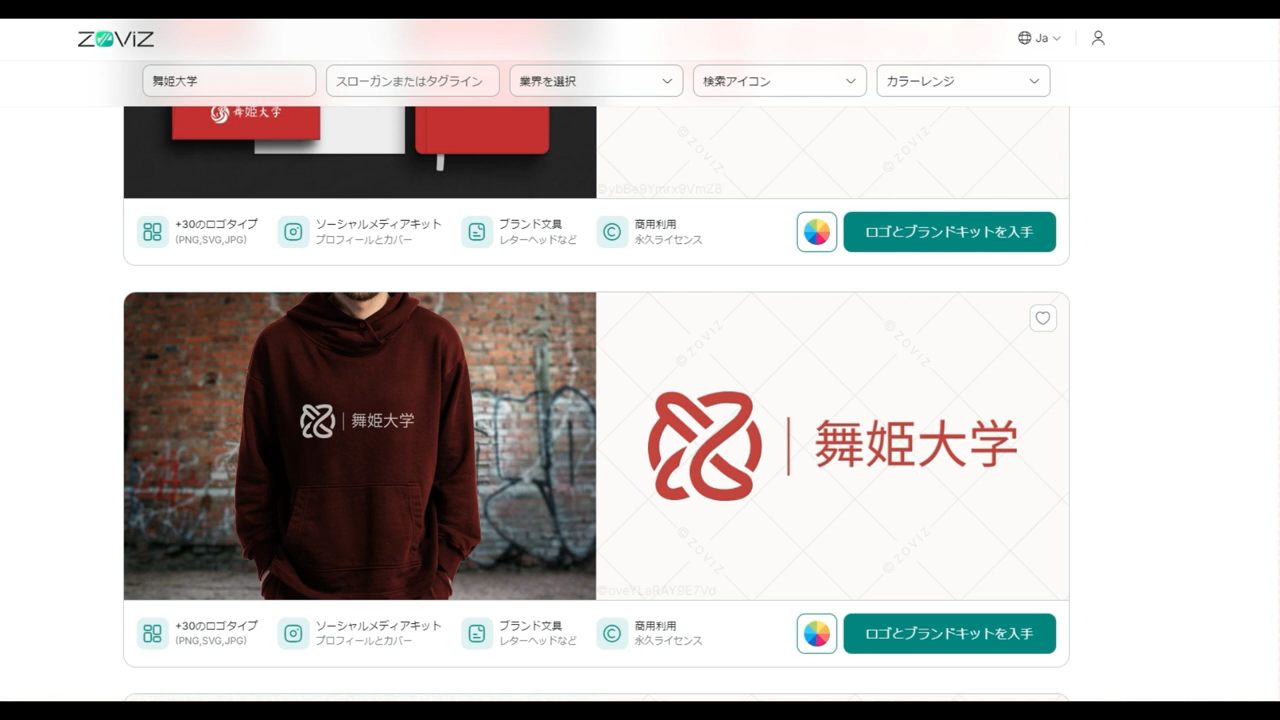 ZOViZ
Ja
舞姫大学
スローガンまたはタグライン
業界を選択
検索アイコン
カラーレンジ
舞姫大学
©ZOVIZ
©ZOVIZ
©ybBa9Ymrx9VmZ8
+30のロゴタイプ
(PNG,SVG,JPG)
ソーシャルメディアキット
プロフィールとカバー
ブランド文具
レターヘッドなど
商用利用
永久ライセンス
ロゴとブランドキットを入手
舞姫大学
©ZOVIZ
©ZOVIZ
舞姫大学
©ZOVIZ
©ZOVIZ
©oveYLaRAY9E7Vd
+30のロゴタイプ
(PNG,SVG,JPG)
ソーシャルメディアキット
プロフィールとカバー
ブランド文具
レターヘッドなど
商用利用
永久ライセンス
ロゴとブランドキットを入手